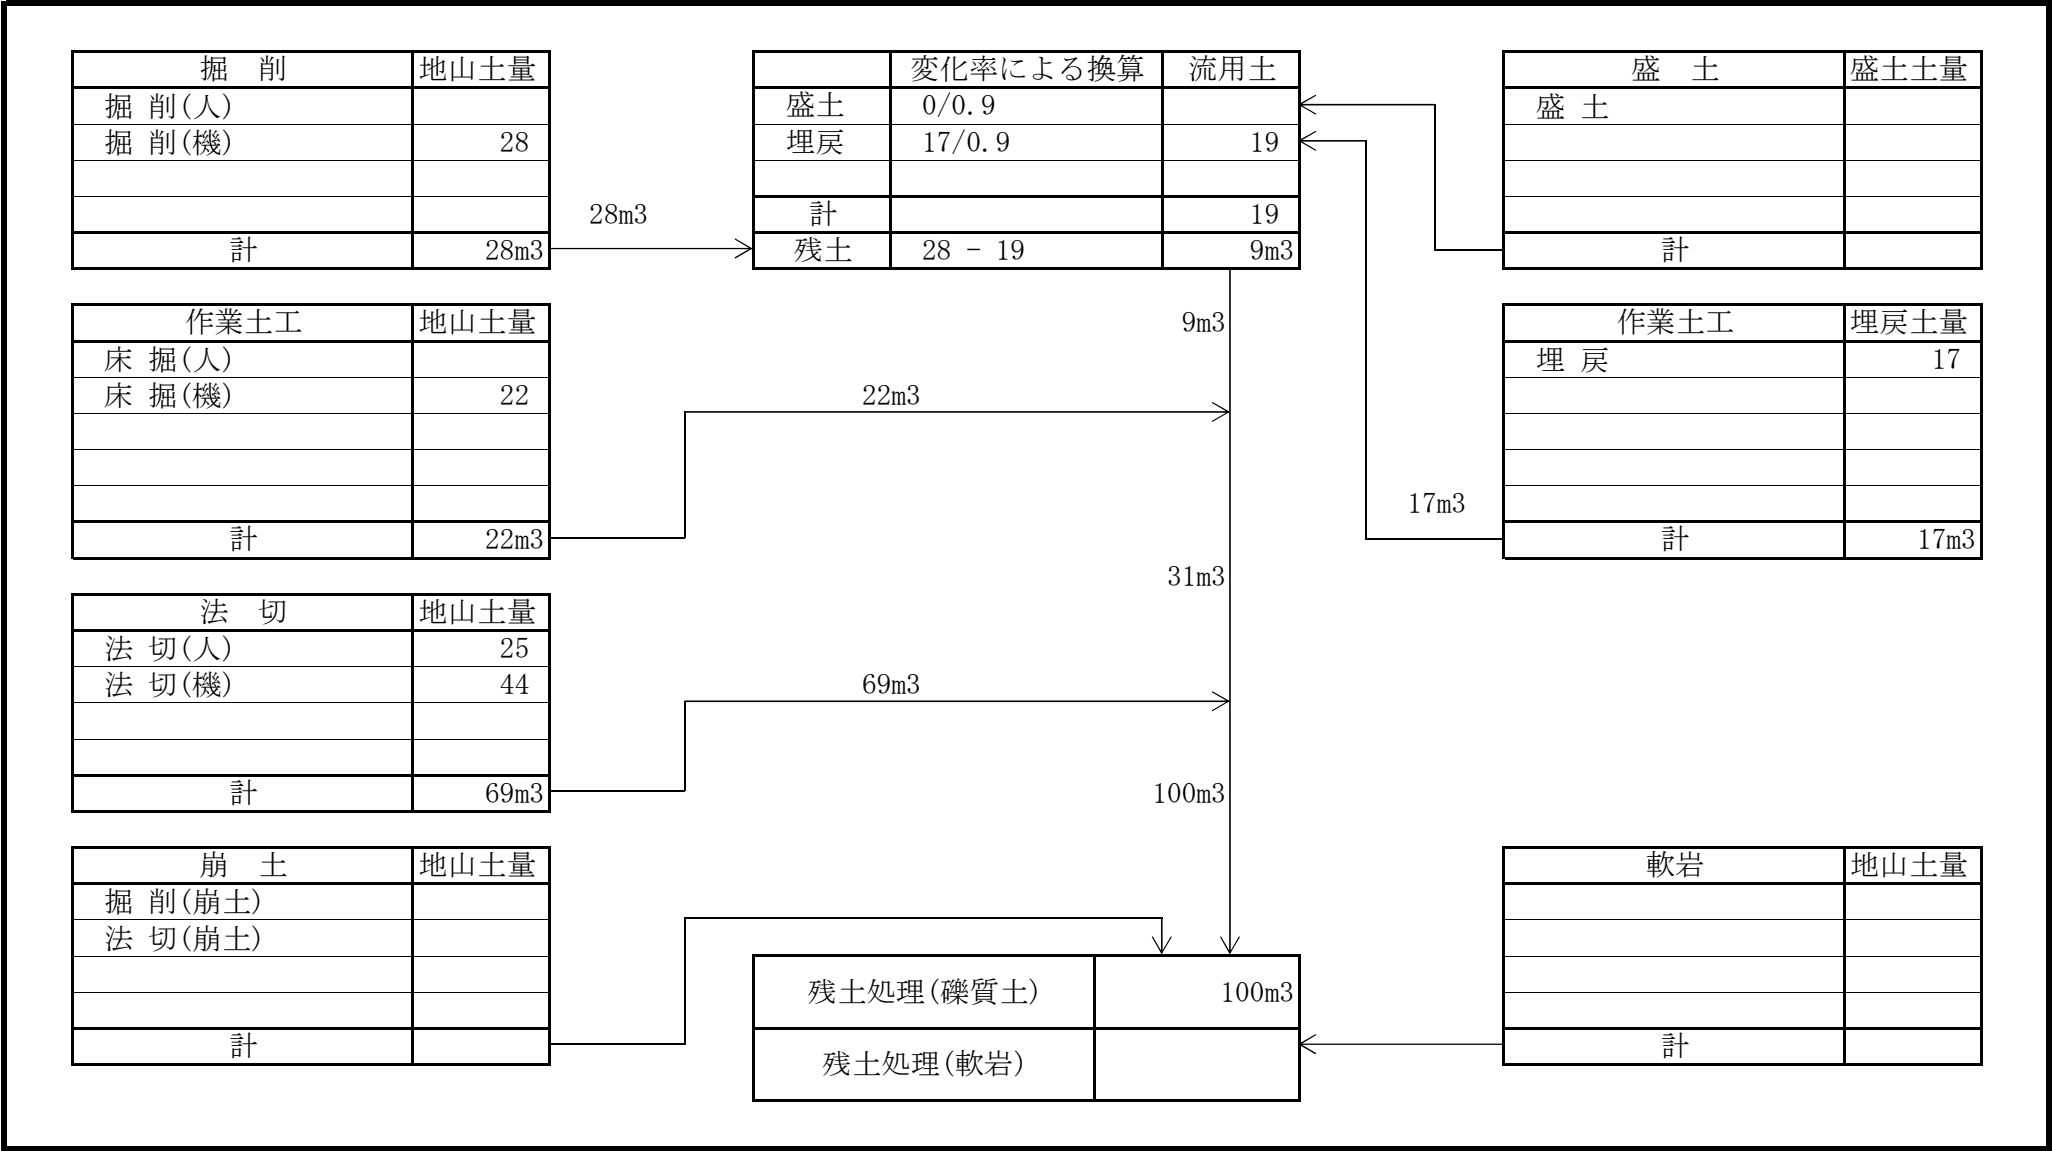 掘　削 地山土量
掘 削(人)
掘 削(機) 28
計 28m3
28m3
変化率による換算 流用土
盛土 0/0.9
埋戻 17/0.9 19
計 19
残土 28 - 19 9m3
盛　土 盛土土量
盛 土
計
作業土工 地山土量
床 掘(人)
床 掘(機) 22
計 22m3
9m3
22m3
作業土工 埋戻土量
埋 戻 17
計 17m3
17m3
31m3
法　切 地山土量
法 切(人) 25
法 切(機) 44
計 69m3
69m3
100m3
崩　土 地山土量
掘 削(崩土)
法 切(崩土)
計
残土処理(礫質土) 100m3
残土処理(軟岩)
軟岩 地山土量
計